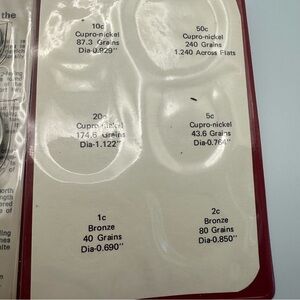 the
10c
Cupro-nickel
87.3 Grains
Dia-0.929"
50c
Cupro-nickel
240 Grains
1.240 Across Flats
20c
Cupro-nickel
174.6 Grains
Dia-1.122"
5c
Cupro-nickel
43.6 Grains
Dia-0.764"
1c
Bronze
40 Grains
Dia-0.690"
2c
Bronze
80 Grains
Dia-0.850"